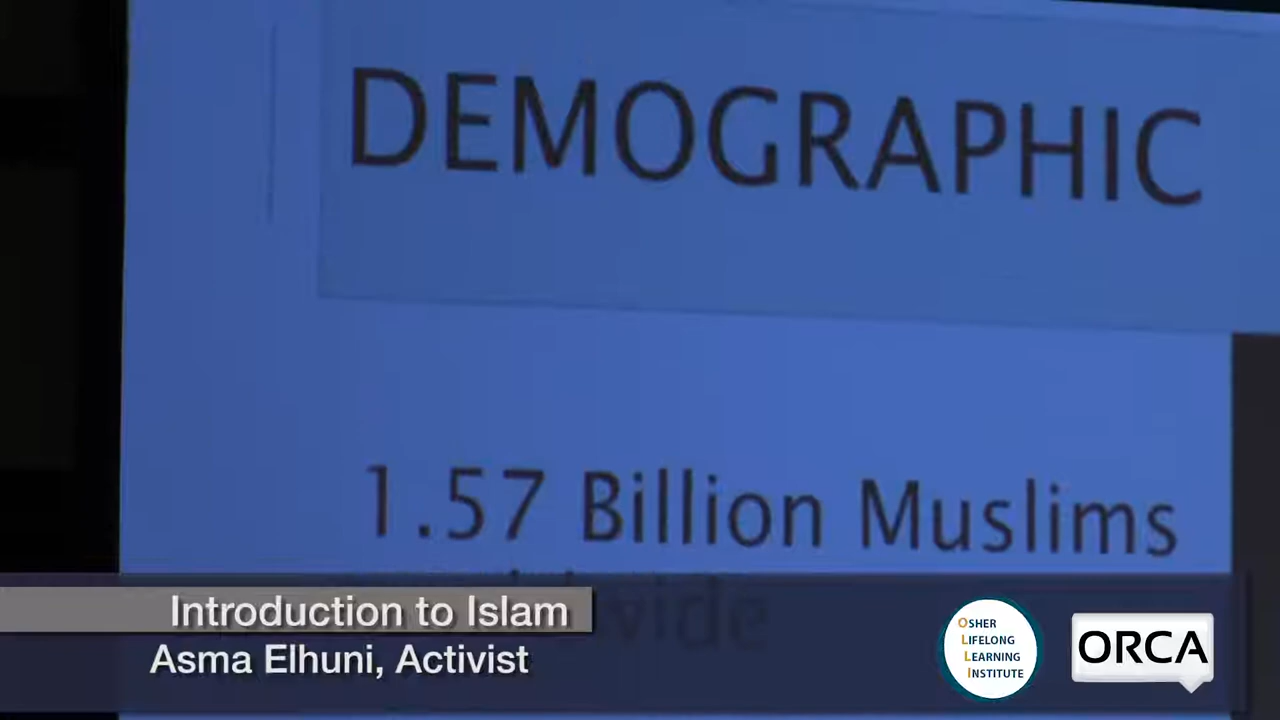 DEMOGRAPHIC
1.57 Billion Muslims
Introduction to Islam
Asma Elhuni, Activist
OSHER
LIFELONG
LEARNING
INSTITUTE
ORCA